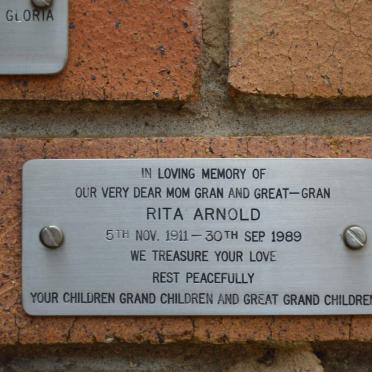 GLORIA
IN LOVING MEMORY OF
OUR VERY DEAR MOM GRAN AND GREAT-GRAN
RITA ARNOLD
5TH NOV. 1911-30TH SEP 1989
WE TREASURE YOUR LOVE
REST PEACEFULLY
YOUR CHILDREN GRAND CHILDREN AND GREAT GRAND CHILDREN